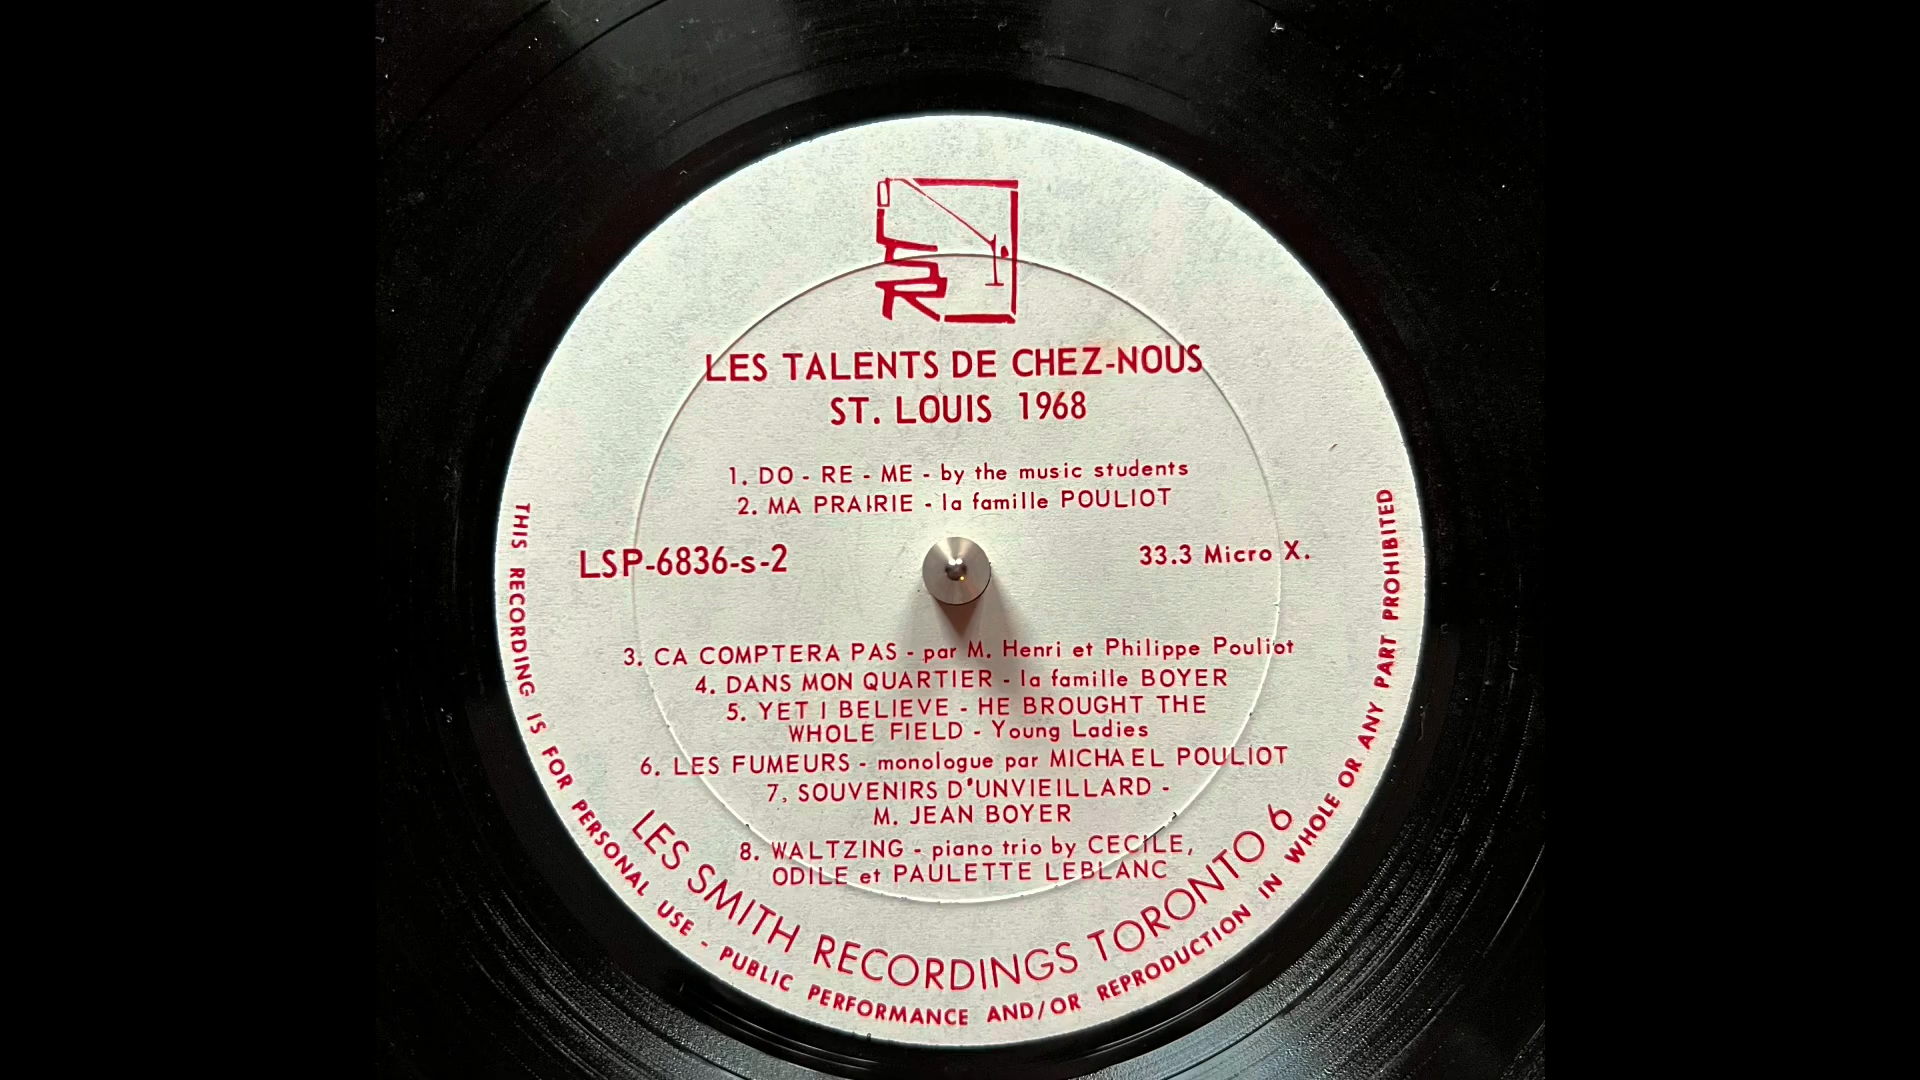 LSR
LES TALENTS DE CHEZ-NOUS
ST. LOUIS 1968
1. DO - RE - ME - by the music students
2. MA PRAIRIE - la famille POULIOT
LSP-6836-s-2
33.3 Micro X.
3. CA COMPTERA PAS - par M. Henri et Philippe Pouliot
4. DANS MON QUARTIER - la famille BOYER
5. YET I BELIEVE - HE BROUGHT THE
WHOLE FIELD - Young Ladies
6. LES FUMEURS - monologue par MICHAEL POULIOT
7. SOUVENIRS D'UNVIEILLARD -
M. JEAN BOYER
8. WALTZING - piano trio by CECILE,
ODILE et PAULETTE LEBLANC
LES SMITH RECORDINGS TORONTO 6
THIS RECORDING IS FOR PERSONAL USE - PUBLIC PERFORMANCE AND/OR REPRODUCTION IN WHOLE OR ANY PART PROHIBITED